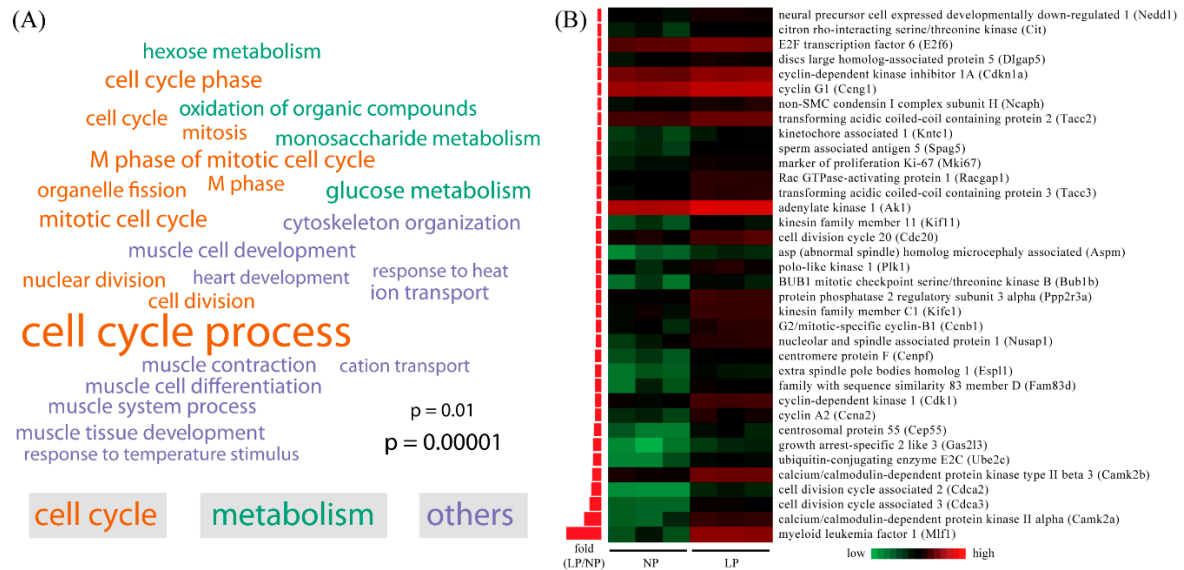 (A)
hexose metabolism
cell cycle phase
oxidation of organic compounds
cell cycle
mitosis
monosaccharide metabolism
M phase of mitotic cell cycle
organelle fission
M phase
glucose metabolism
mitotic cell cycle
cytoskeleton organization
muscle cell development
nuclear division
heart development
response to heat
ion transport
cell division
cell cycle process
muscle contraction
cation transport
muscle cell differentiation
muscle system process
p = 0.01
muscle tissue development
p = 0.00001
response to temperature stimulus
cell cycle
metabolism
others
(B)
neural precursor cell expressed developmentally down-regulated 1 (Nedd1)
citron rho-interacting serine/threonine kinase (Cit)
E2F transcription factor 6 (E2f6)
discs large homolog-associated protein 5 (Dlgap5)
cyclin-dependent kinase inhibitor 1A (Cdkn1a)
cyclin G1 (Ccng1)
non-SMC condensin I complex subunit H (Ncaph)
transforming acidic coiled-coil containing protein 2 (Tacc2)
kinetochore associated 1 (Kntc1)
sperm associated antigen 5 (Spag5)
marker of proliferation Ki-67 (Mki67)
Rac GTPase-activating protein 1 (Racgap1)
transforming acidic coiled-coil containing protein 3 (Tacc3)
adenylate kinase 1 (Ak1)
kinesin family member 11 (Kif11)
cell division cycle 20 (Cdc20)
asp (abnormal spindle) homolog microcephaly associated (Aspm)
polo-like kinase 1 (Plk1)
BUB1 mitotic checkpoint serine/threonine kinase B (Bub1b)
protein phosphatase 2 regulatory subunit 3 alpha (Ppp2r3a)
kinesin family member C1 (Kifc1)
G2/mitotic-specific cyclin-B1 (Ccnb1)
nucleolar and spindle associated protein 1 (Nusap1)
centromere protein F (Cenpf)
extra spindle pole bodies homolog 1 (Espl1)
family with sequence similarity 83 member D (Fam83d)
cyclin-dependent kinase 1 (Cdk1)
cyclin A2 (Ccna2)
centrosomal protein 55 (Cep55)
growth arrest-specific 2 like 3 (Gas2l3)
ubiquitin-conjugating enzyme E2C (Ube2c)
calcium/calmodulin-dependent protein kinase type II beta 3 (Camk2b)
cell division cycle associated 2 (Cdca2)
cell division cycle associated 3 (Cdca3)
calcium/calmodulin-dependent protein kinase II alpha (Camk2a)
myeloid leukemia factor 1 (Mlf1)
fold
(LP/NP)
NP
LP
low
high